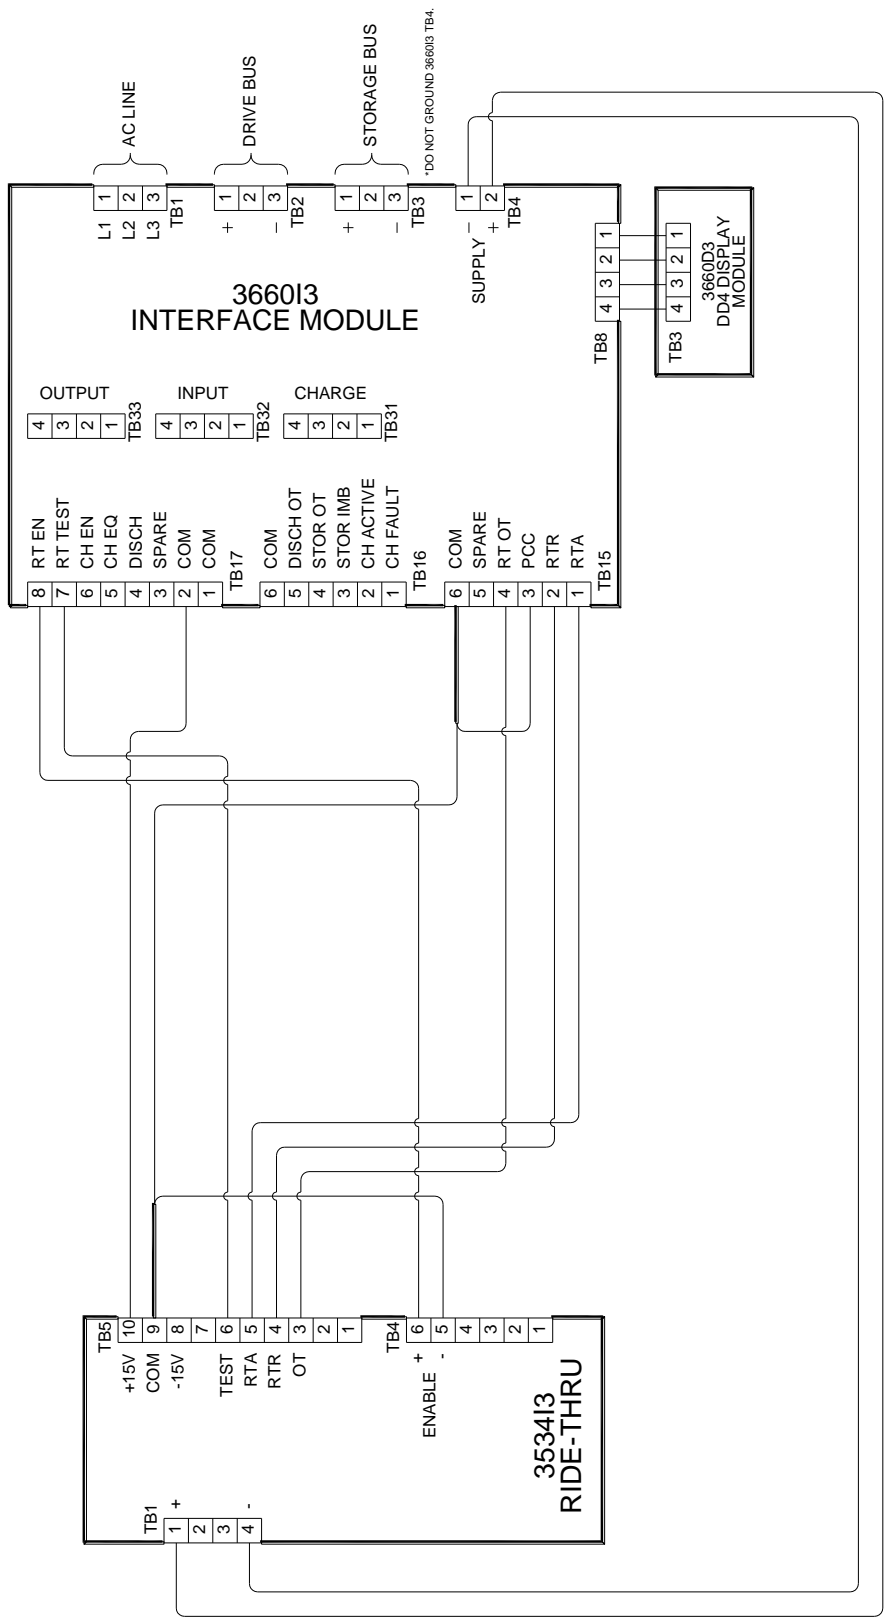 AC LINE
DRIVE BUS
STORAGE BUS
*DO NOT GROUND 3660I3 TB4.
L1 1
L2 2
L3 3
TB1
+ 1
2
− 3
TB2
+ 1
2
− 3
TB3
SUPPLY
− 1
+ 2
TB4
3660I3
INTERFACE MODULE
4 3 2 1
TB8
4 3 2 1
TB3
3660D3
DD4 DISPLAY
MODULE
OUTPUT
4 3 2 1
TB33
INPUT
4 3 2 1
TB32
CHARGE
4 3 2 1
TB31
8 RT EN
7 RT TEST
6 CH EN
5 CH EQ
4 DISCH
3 SPARE
2 COM
1 COM
TB17
6 COM
5 DISCH OT
4 STOR OT
3 STOR IMB
2 CH ACTIVE
1 CH FAULT
TB16
6 COM
5 SPARE
4 RT OT
3 PCC
2 RTR
1 RTA
TB15
TB5
+15V 10
COM 9
-15V 8
7
TEST 6
RTA 5
RTR 4
OT 3
2
1
TB4
ENABLE
+ 6
- 5
4
3
2
1
3534I3
RIDE-THRU
TB1
1 +
2
3
4 -